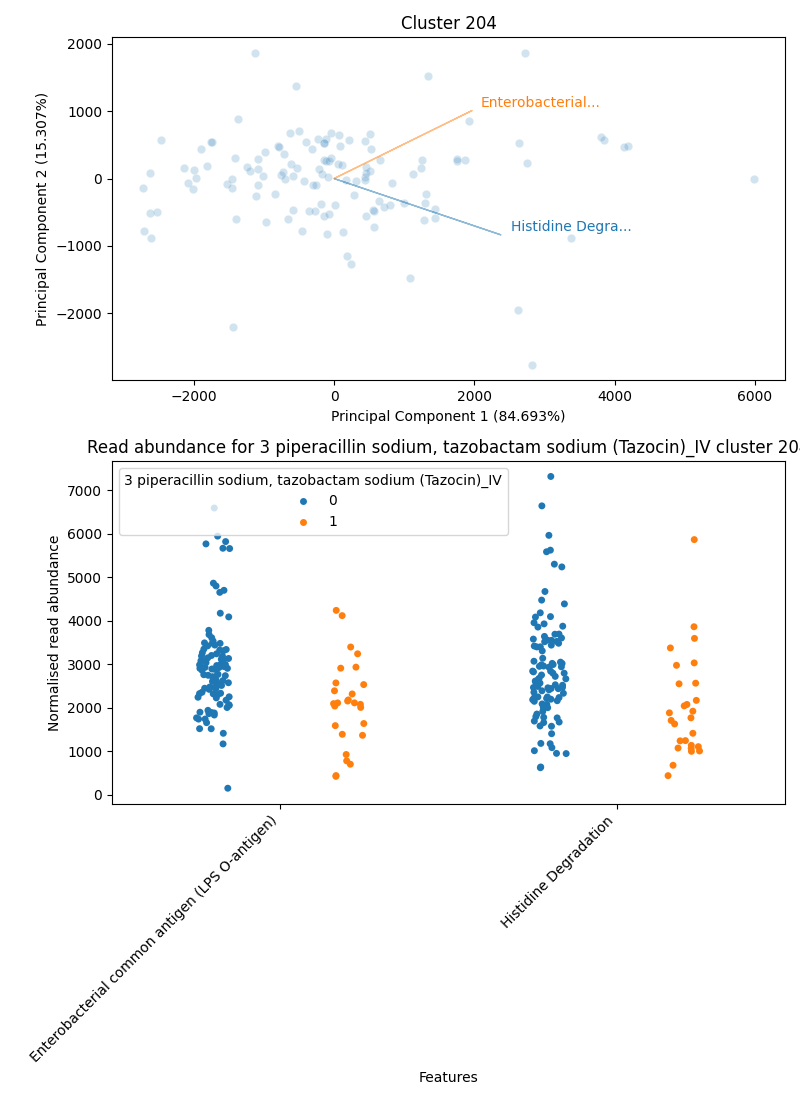 Cluster 204
2000
1000
0
−1000
−2000
Principal Component 2 (15.307%)
Enterobacterial...
Histidine Degra...
−2000 0 2000 4000 6000
Principal Component 1 (84.693%)
Read abundance for 3 piperacillin sodium, tazobactam sodium (Tazocin)_IV cluster 20
3 piperacillin sodium, tazobactam sodium (Tazocin)_IV
0
1
7000
6000
5000
4000
3000
2000
1000
0
Normalised read abundance
Enterobacterial common antigen (LPS O-antigen)
Histidine Degradation
Features